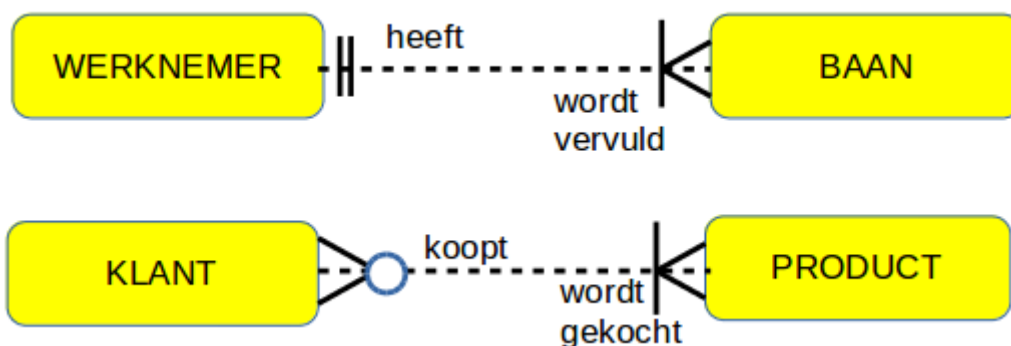 heeft
WERKNEMER
BAAN
wordt
vervuld
koopt
KLANT
PRODUCT
wordt
gekocht